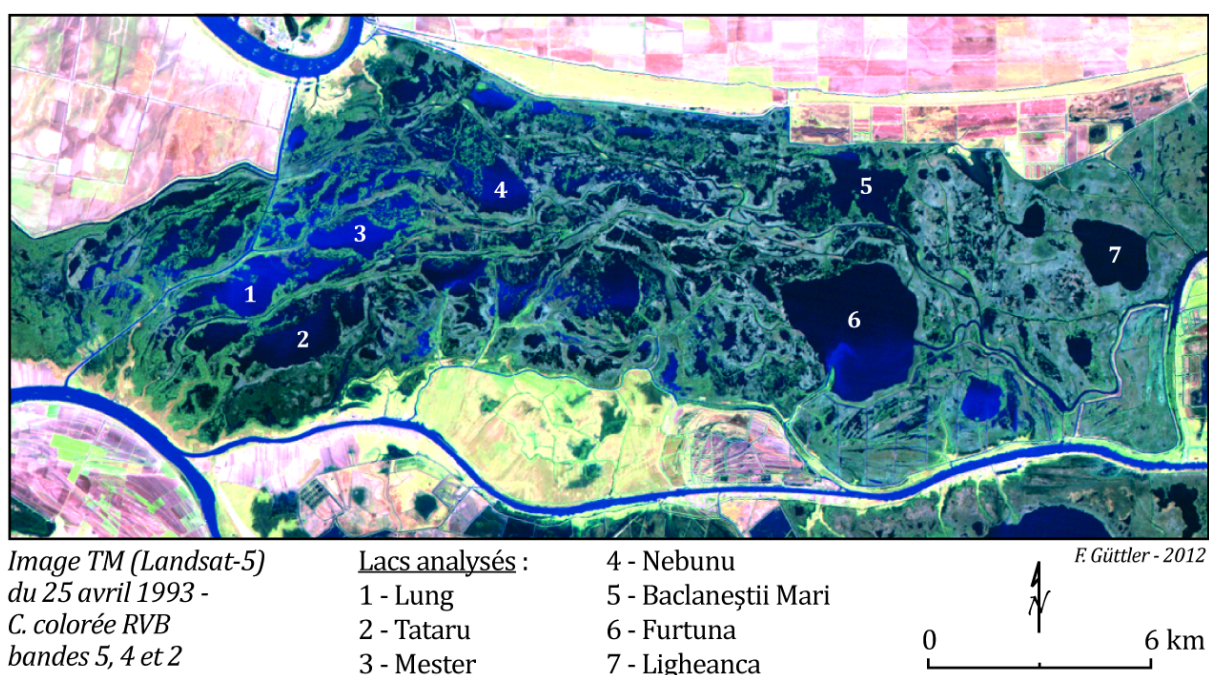 4
5
3
7
1
6
2
Image TM (Landsat-5)
du 25 avril 1993 -
C. colorée RVB
bandes 5, 4 et 2
Lacs analysés :
1 - Lung
2 - Tataru
3 - Mester
4 - Nebunu
5 - Baclaneştii Mari
6 - Furtuna
7 - Ligheanca
F. Güttler - 2012
N
0 6 km